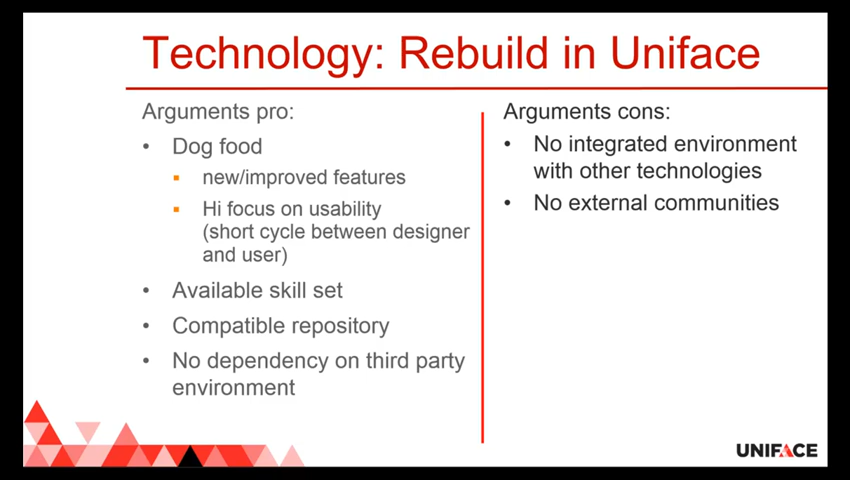 Technology: Rebuild in Uniface
Arguments pro:
• Dog food
▪ new/improved features
▪ Hi focus on usability
(short cycle between designer
and user)
• Available skill set
• Compatible repository
• No dependency on third party
environment
Arguments cons:
• No integrated environment
with other technologies
• No external communities
UNIFACE